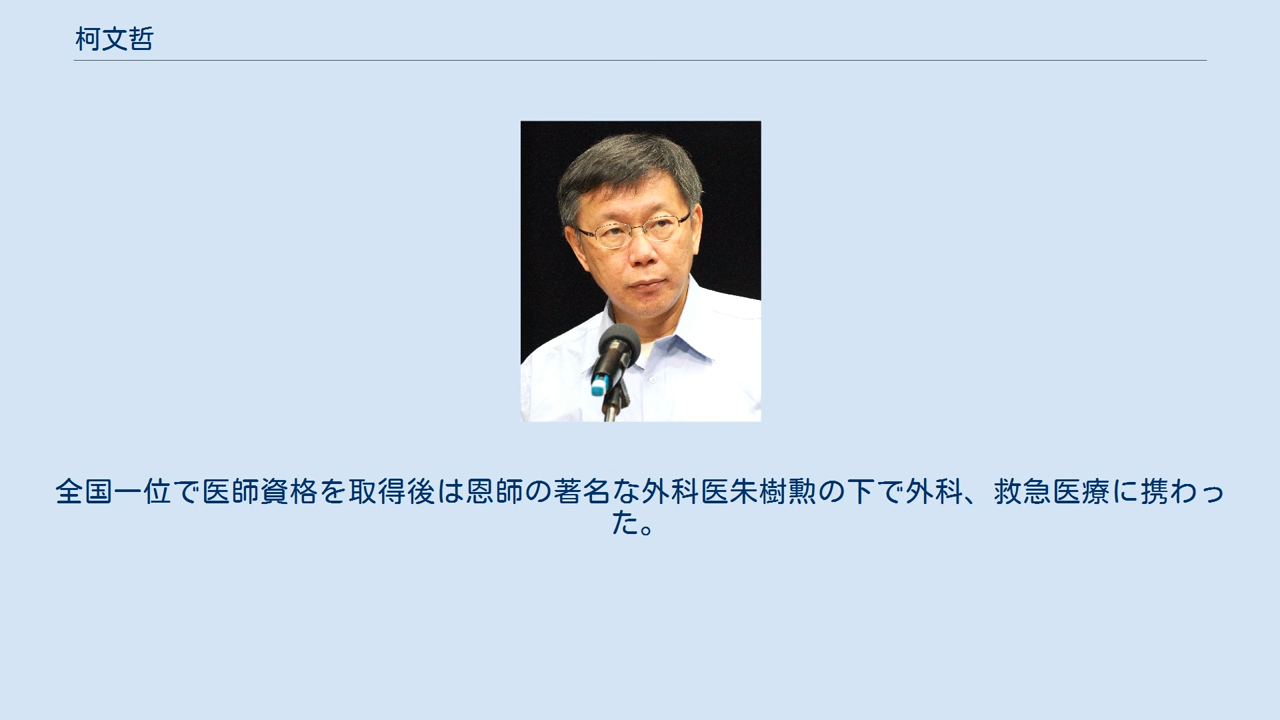 柯文哲
全国一位で医師資格を取得後は恩師の著名な外科医朱樹勲の下で外科、救急医療に携わっ
た。